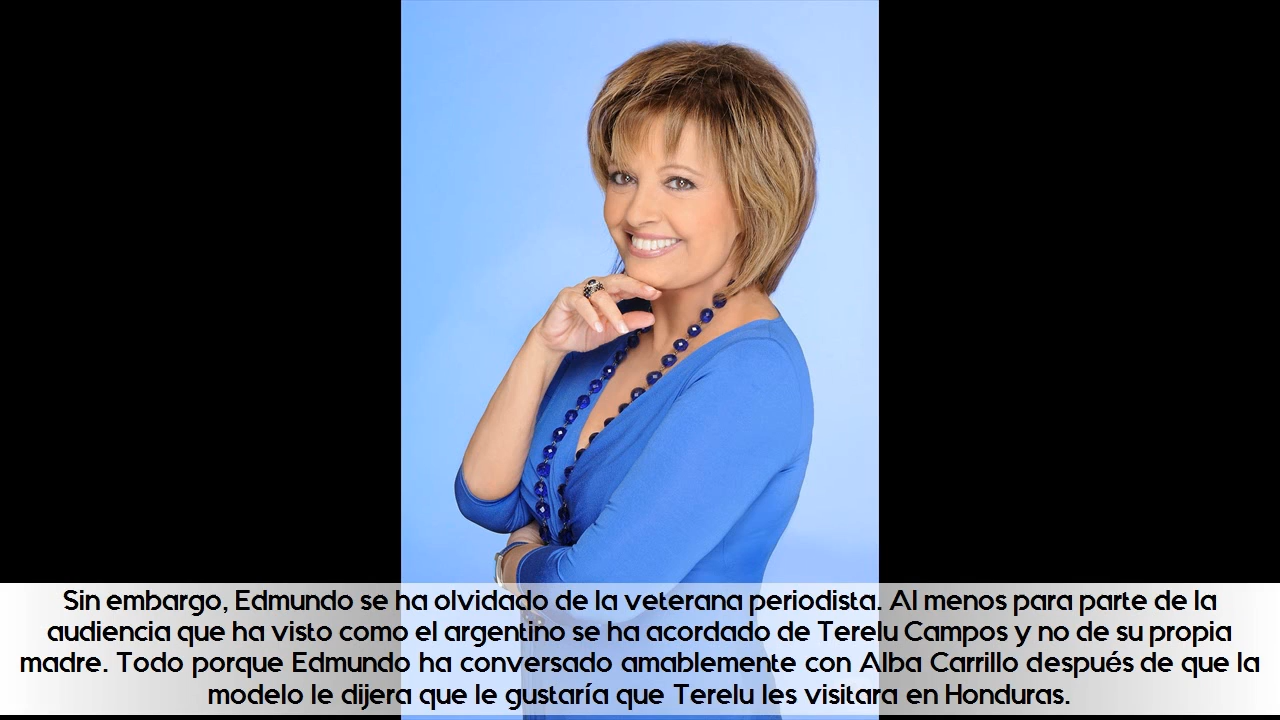 Sin embargo, Edmundo se ha olvidado de la veterana periodista. Al menos para parte de la
audiencia que ha visto como el argentino se ha acordado de Terelu Campos y no de su propia
madre. Todo porque Edmundo ha conversado amablemente con Alba Carrillo después de que la
modelo le dijera que le gustaría que Terelu les visitara en Honduras.